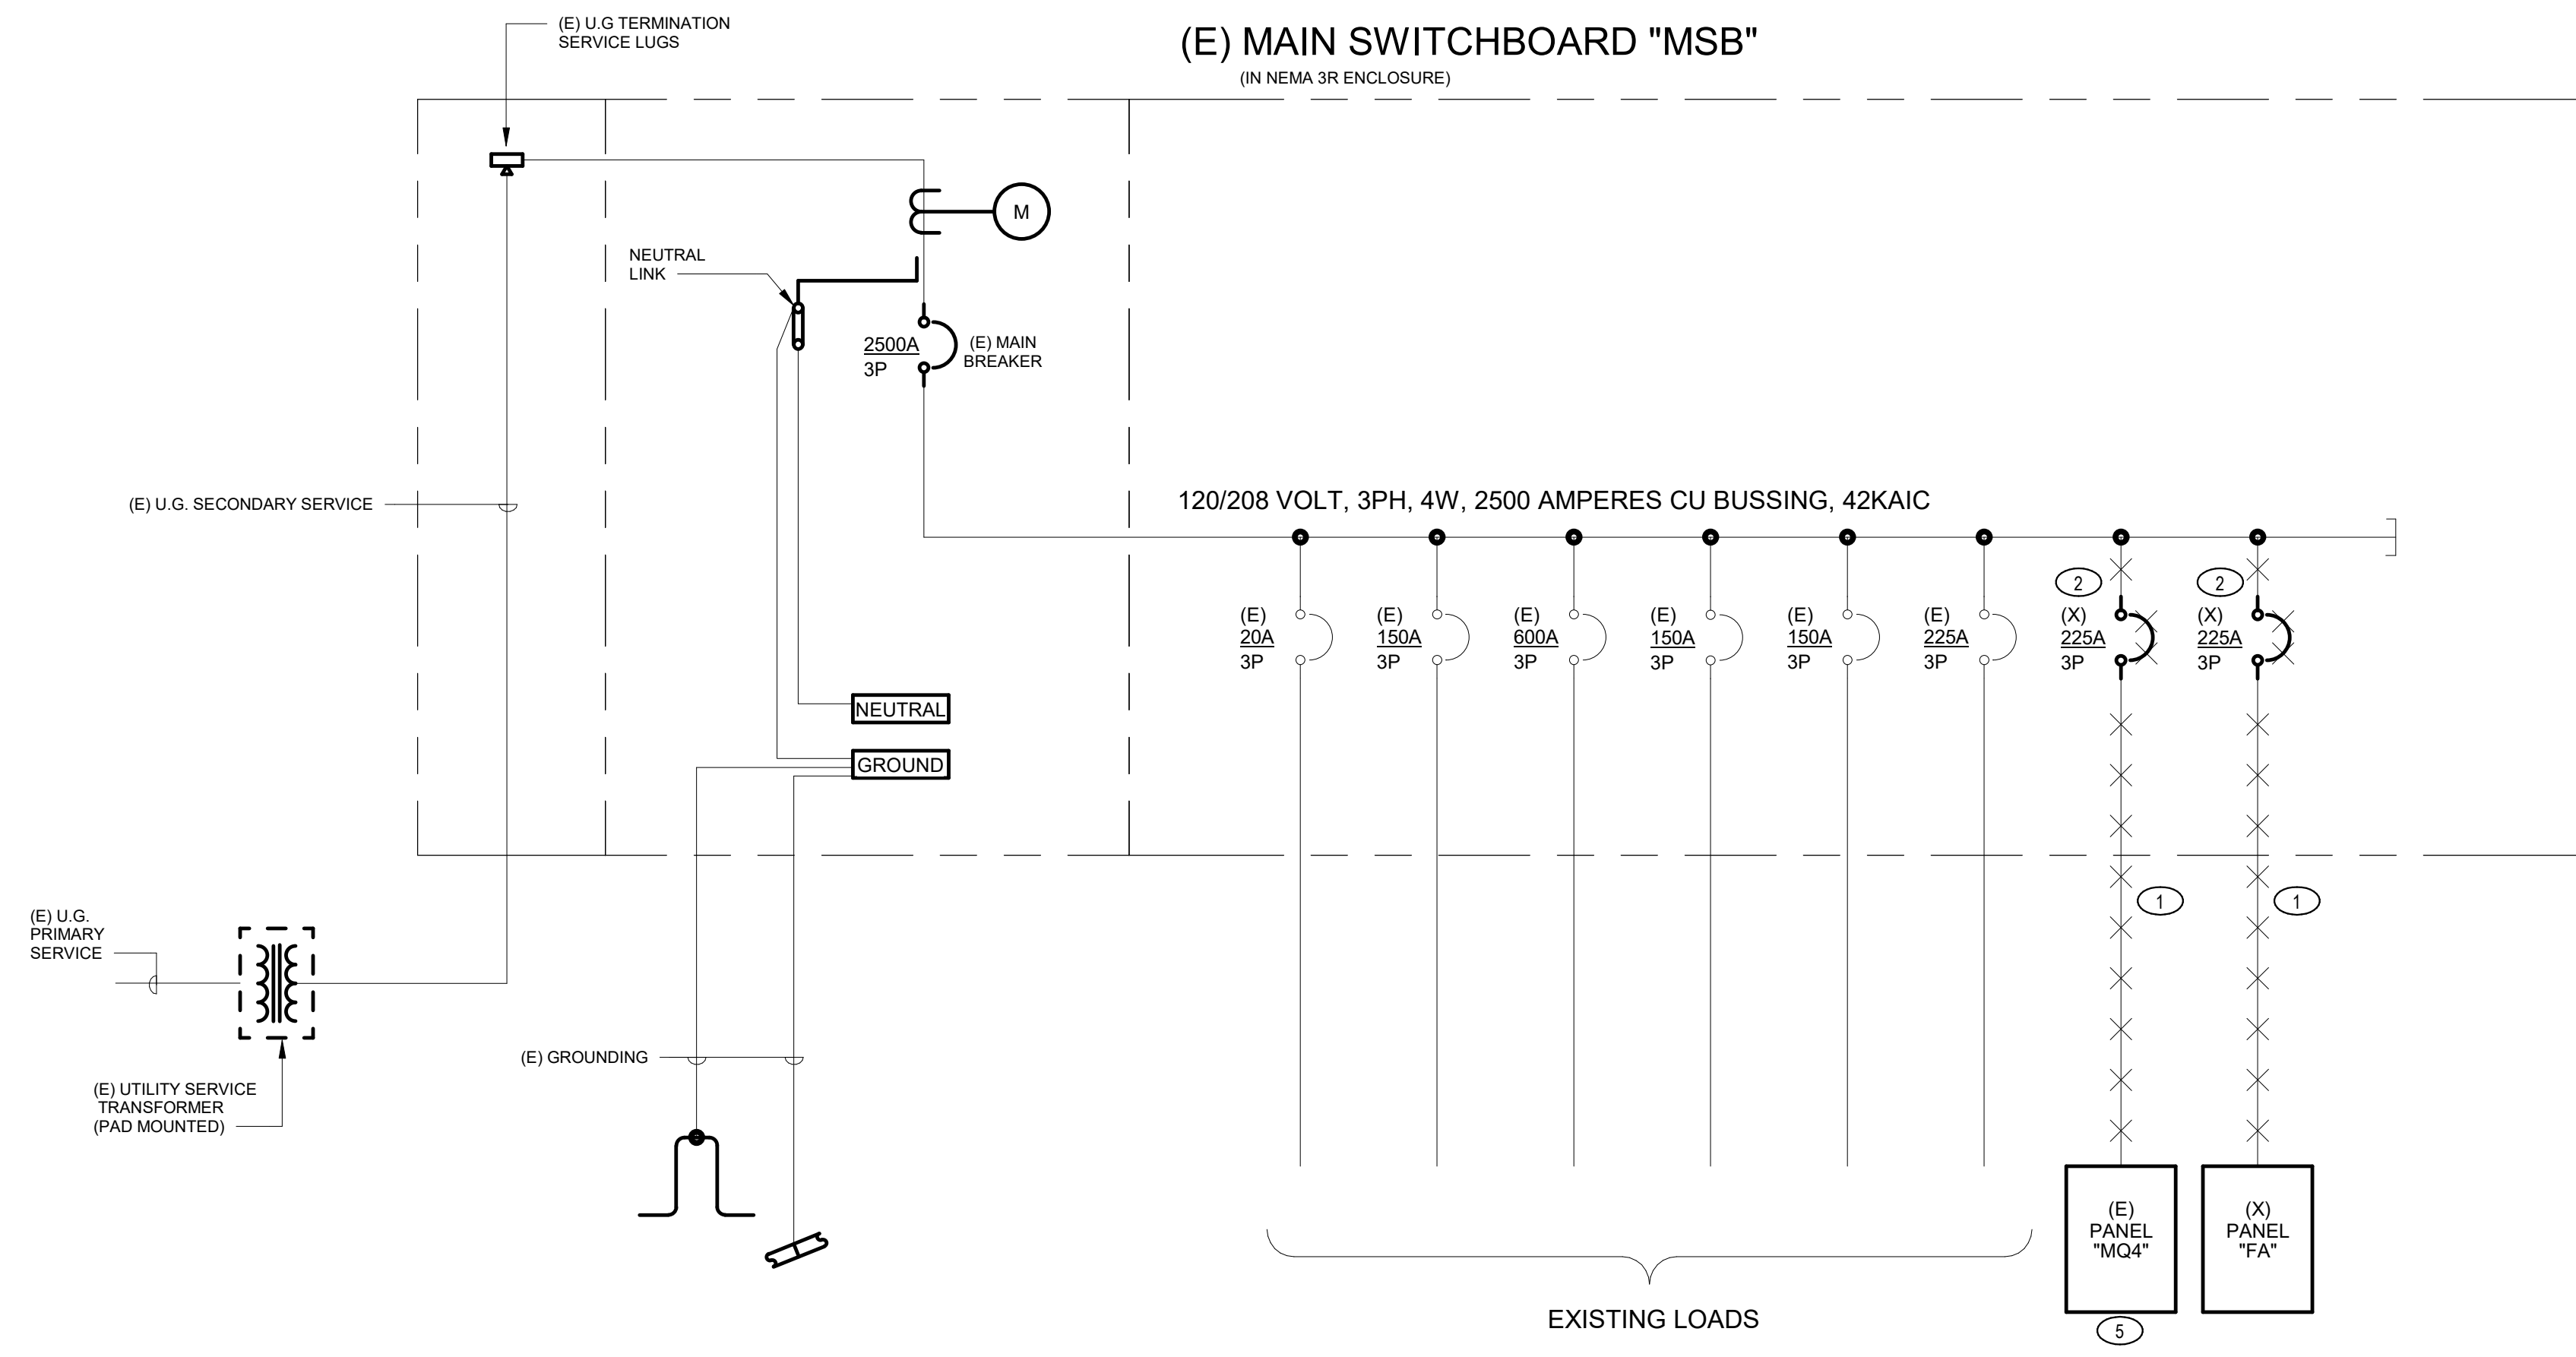 (E) U.G TERMINATION
SERVICE LUGS
(E) MAIN SWITCHBOARD "MSB"
(IN NEMA 3R ENCLOSURE)
M
NEUTRAL
LINK
2500A
3P
(E) MAIN
BREAKER
(E) U.G. SECONDARY SERVICE
120/208 VOLT, 3PH, 4W, 2500 AMPERES CU BUSSING, 42KAIC
(E)
20A
3P
(E)
150A
3P
(E)
600A
3P
(E)
150A
3P
(E)
150A
3P
(E)
225A
3P
2
(X)
225A
3P
2
(X)
225A
3P
NEUTRAL
GROUND
1
1
(E) U.G.
PRIMARY
SERVICE
(E) GROUNDING
(E) UTILITY SERVICE
TRANSFORMER
(PAD MOUNTED)
(E)
PANEL
"MQ4"
(X)
PANEL
"FA"
EXISTING LOADS
5